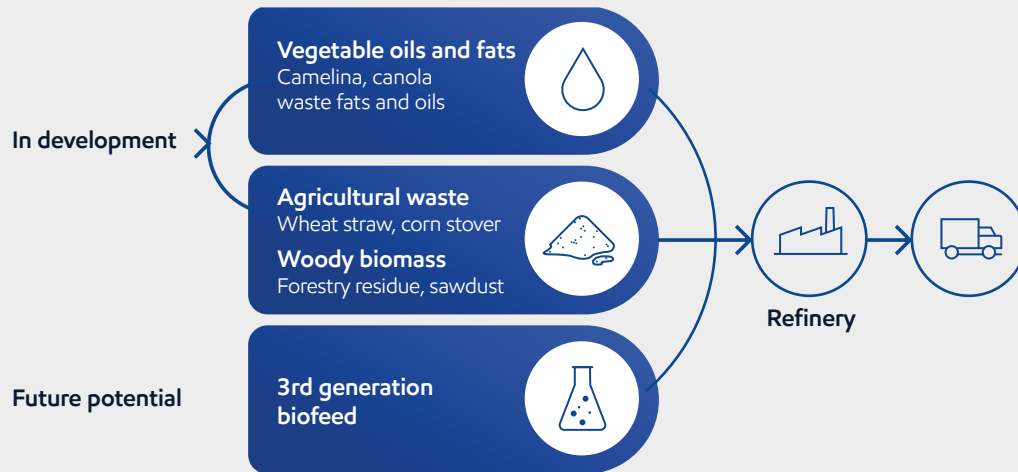 In development
Vegetable oils and fats
Camelina, canola
waste fats and oils
Agricultural waste
Wheat straw, corn stover
Woody biomass
Forestry residue, sawdust
Refinery
Future potential
3rd generation
biofeed